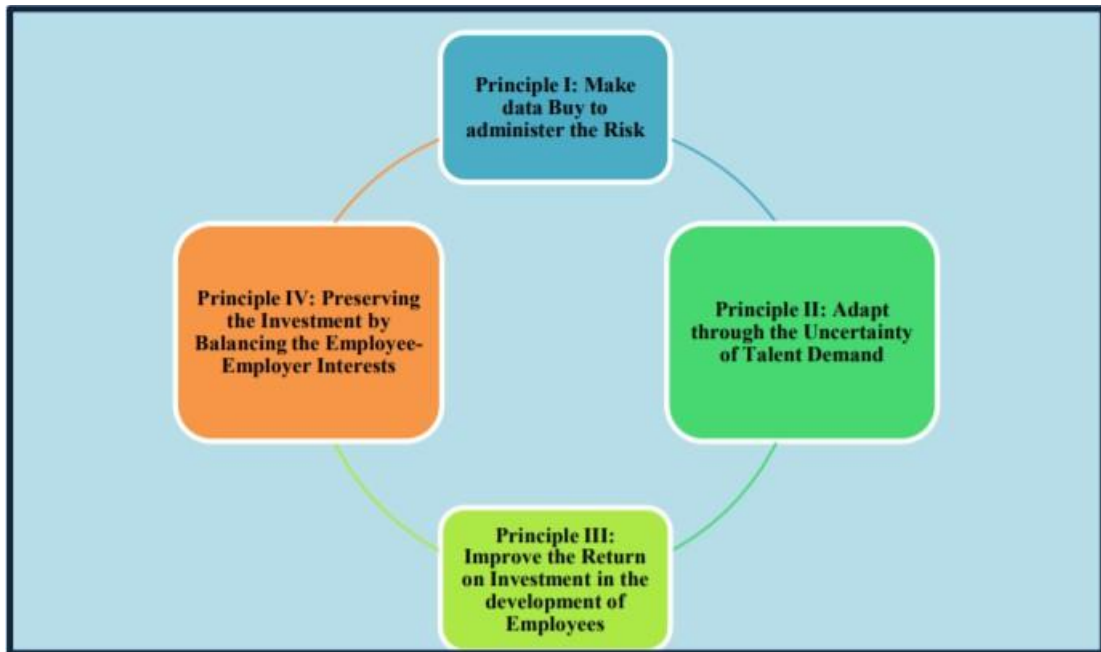 Principle I: Make
data Buy to
administer the Risk
Principle II: Adapt
through the Uncertainty
of Talent Demand
Principle III:
Improve the Return
on Investment in the
development of
Employees
Principle IV: Preserving
the Investment by
Balancing the Employee-
Employer Interests